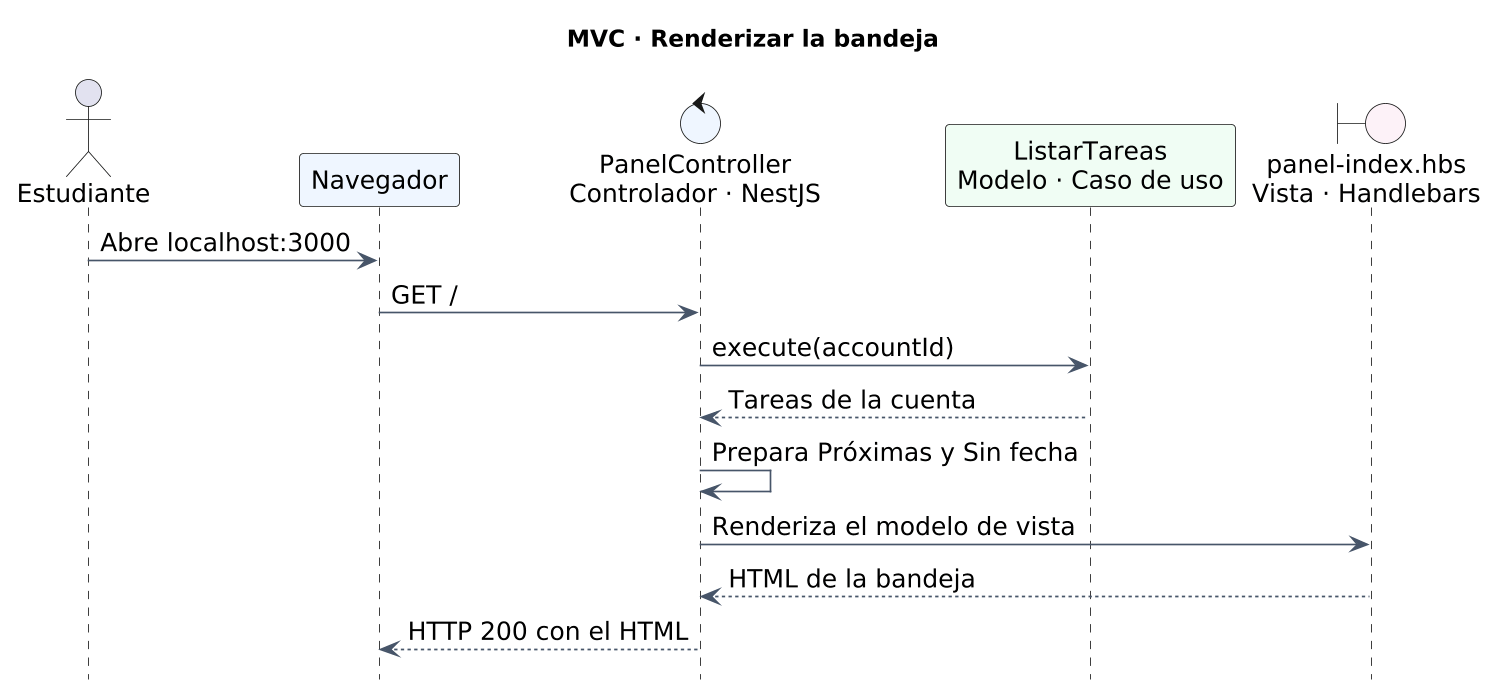 MVC · Renderizar la bandeja
Estudiante
Navegador
PanelController
Controlador · NestJS
ListarTareas
Modelo · Caso de uso
panel-index.hbs
Vista · Handlebars
Abre localhost:3000
GET /
execute(accountId)
Tareas de la cuenta
Prepara Próximas y Sin fecha
Renderiza el modelo de vista
HTML de la bandeja
HTTP 200 con el HTML